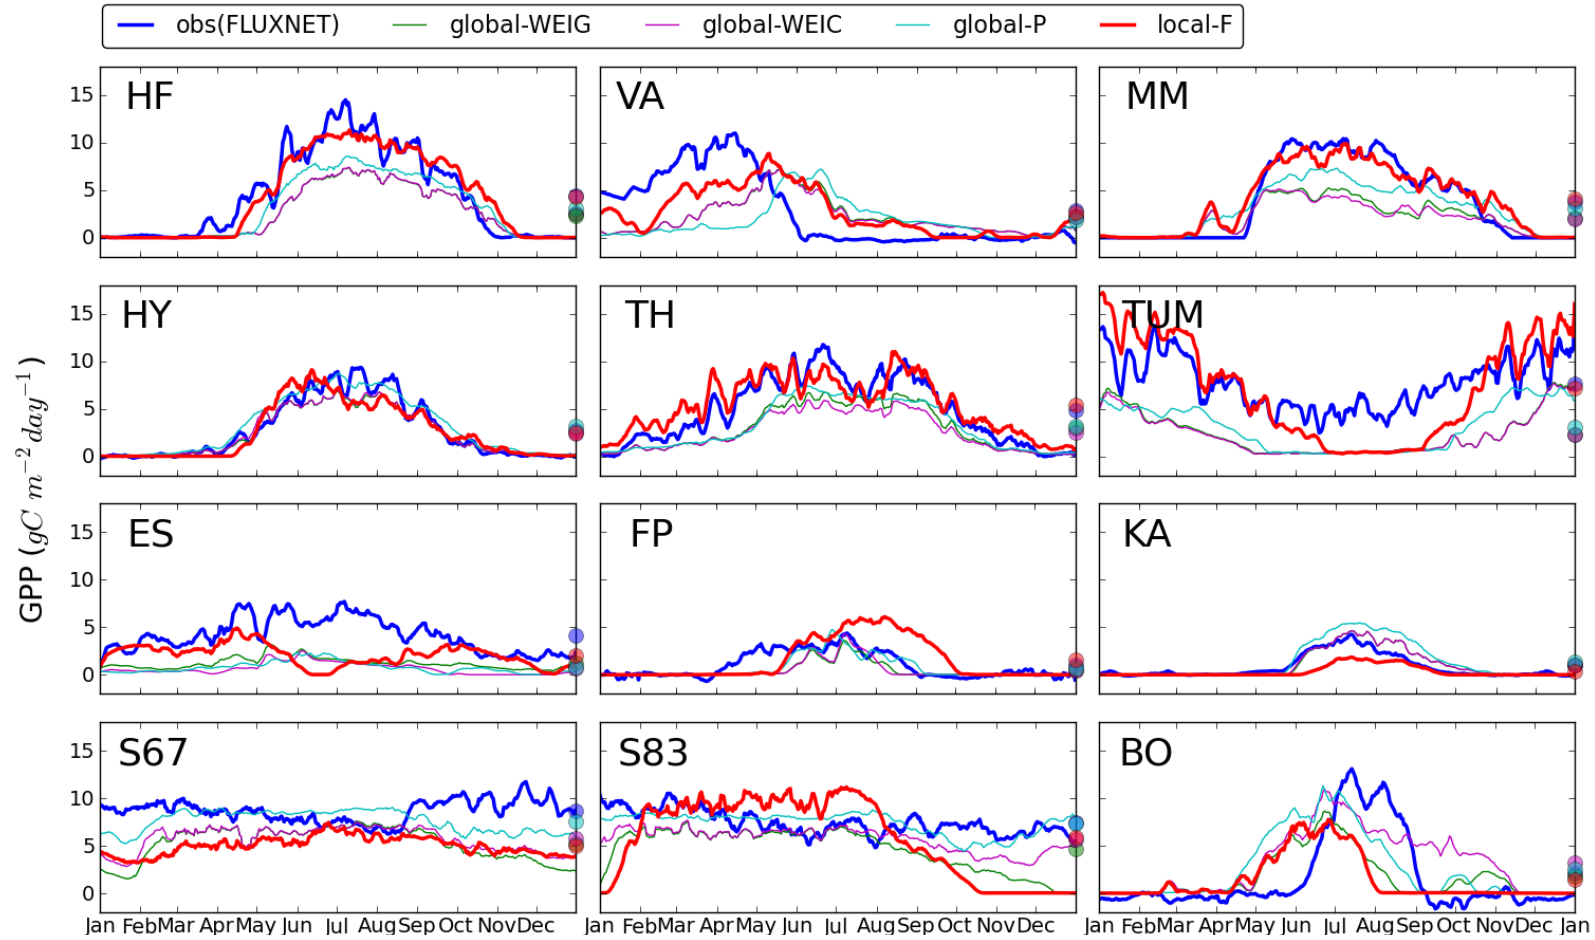 obs(FLUXNET) global-WEIG global-WEIC global-P local-F
HF VA MM
15
10
5
0
HY TH TUM
15
10
5
0
GPP (gC m⁻² day⁻¹)
ES FP KA
15
10
5
0
S67 S83 BO
15
10
5
0
Jan Feb Mar Apr May Jun Jul Aug Sep Oct Nov Dec Jan Feb Mar Apr May Jun Jul Aug Sep Oct Nov Dec Jan Feb Mar Apr May Jun Jul Aug Sep Oct Nov Dec Jan